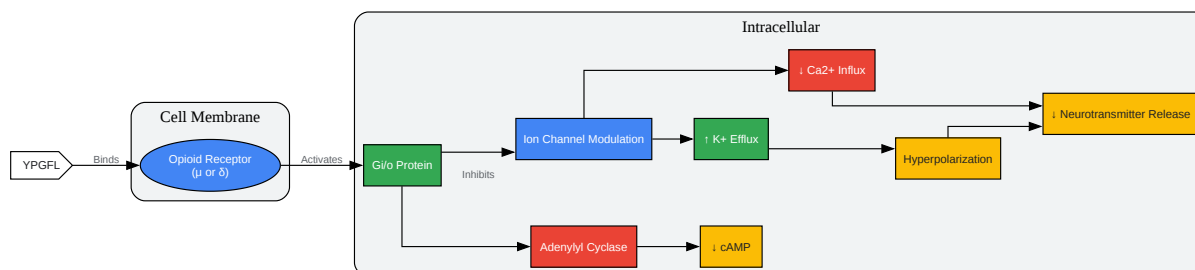 Intracellular
↓ Ca2+ Influx
Cell Membrane
↓ Neurotransmitter Release
Ion Channel Modulation
↑ K+ Efflux
YPGFL
Binds
Opioid Receptor
(μ or δ)
Activates
Gi/o Protein
Inhibits
Hyperpolarization
Adenylyl Cyclase
↓ cAMP